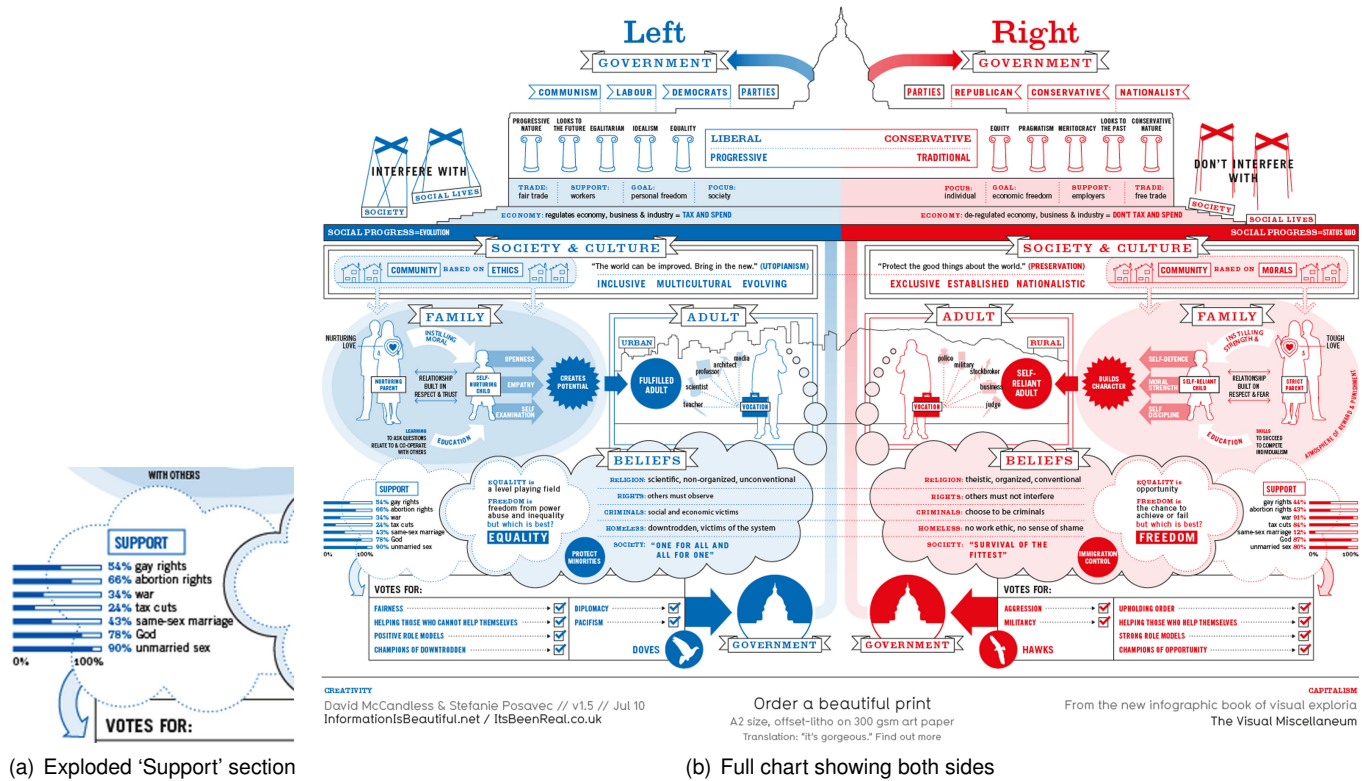 Left
Right
GOVERNMENT
GOVERNMENT
COMMUNISM
LABOUR
DEMOCRATS
PARTIES
PARTIES
REPUBLICAN
CONSERVATIVE
NATIONALIST
PROGRESSIVE NATURE
LOOKS TO THE FUTURE
EGALITARIAN
IDEALISM
EQUALITY
LIBERAL
CONSERVATIVE
PROGRESSIVE
TRADITIONAL
EQUITY
PRAGMATISM
MERITOCRACY
LOOKS TO THE PAST
CONSERVATIVE NATURE
INTERFERE WITH
SOCIETY
SOCIAL LIVES
DON'T INTERFERE WITH
SOCIETY
SOCIAL LIVES
TRADE: fair trade
SUPPORT: workers
GOAL: personal freedom
FOCUS: society
FOCUS: individual
GOAL: economic freedom
SUPPORT: employers
TRADE: free trade
ECONOMY: regulates economy, business & industry = TAX AND SPEND
ECONOMY: de-regulated economy, business & industry = DON'T TAX AND SPEND
SOCIAL PROGRESS=EVOLUTION
SOCIAL PROGRESS=STATUS QUO
SOCIETY & CULTURE
SOCIETY & CULTURE
COMMUNITY BASED ON ETHICS
"The world can be improved. Bring in the new." (UTOPIANISM)
INCLUSIVE MULTICULTURAL EVOLVING
"Protect the good things about the world." (PRESERVATION)
EXCLUSIVE ESTABLISHED NATIONALISTIC
COMMUNITY BASED ON MORALS
FAMILY
ADULT
ADULT
FAMILY
NURTURING LOVE
INSTILLING MORAL
NURTURING PARENT
RELATIONSHIP BUILT ON RESPECT & TRUST
SELF-NURTURING CHILD
OPENNESS
EMPATHY
SELF EXAMINATION
CREATES POTENTIAL
LEARNING TO ASK QUESTIONS RELATE TO & CO-OPERATE WITH OTHERS
EDUCATION
URBAN
FULFILLED ADULT
media
architect
professor
scientist
teacher
VOCATION
police
military
stockbroker
business
judge
VOCATION
RURAL
SELF-RELIANT ADULT
BUILDS CHARACTER
SELF-DEFENCE
MORAL STRENGTH
SELF DISCIPLINE
SELF-RELIANT CHILD
INSTILLING STRENGTH &
RELATIONSHIP BUILT ON RESPECT & FEAR
STRICT PARENT
TOUGH LOVE
EDUCATION
SKILLS TO SUCCEED TO COMPETE INDIVIDUALISM
ATMOSPHERE OF REWARD & PUNISHMENT
BELIEFS
RELIGION: scientific, non-organized, unconventional
RIGHTS: others must observe
CRIMINALS: social and economic victims
HOMELESS: downtrodden, victims of the system
SOCIETY: "ONE FOR ALL AND ALL FOR ONE"
EQUALITY is
a level playing field
FREEDOM is
freedom from power
abuse and inequality
but which is best?
EQUALITY
PROTECT MINORITIES
SUPPORT
54% gay rights
66% abortion rights
34% war
24% tax cuts
43% same-sex marriage
78% God
90% unmarried sex
0% 100%
BELIEFS
RELIGION: theistic, organized, conventional
RIGHTS: others must not interfere
CRIMINALS: choose to be criminals
HOMELESS: no work ethic, no sense of shame
SOCIETY: "SURVIVAL OF THE FITTEST"
IMMIGRATION CONTROL
EQUALITY is
opportunity
FREEDOM is
the chance to
achieve or fail
but which is best?
FREEDOM
SUPPORT
gay rights 44%
abortion rights 43%
war 91%
tax cuts 84%
same-sex marriage 12%
God 87%
unmarried sex 80%
0% 100%
VOTES FOR:
FAIRNESS
HELPING THOSE WHO CANNOT HELP THEMSELVES
POSITIVE ROLE MODELS
CHAMPIONS OF DOWNTRODDEN
DIPLOMACY
PACIFISM
DOVES
GOVERNMENT
GOVERNMENT
VOTES FOR:
AGGRESSION
MILITANCY
HAWKS
UPHOLDING ORDER
HELPING THOSE WHO HELP THEMSELVES
STRONG ROLE MODELS
CHAMPIONS OF OPPORTUNITY
CREATIVITY
David McCandless & Stefanie Posavec // v1.5 // Jul 10
InformationIsBeautiful.net / ItsBeenReal.co.uk
Order a beautiful print
A2 size, offset-litho on 300 gsm art paper
Translation: "it's gorgeous." Find out more
CAPITALISM
From the new infographic book of visual exploria
The Visual Miscellaneum
WITH OTHERS
SUPPORT
54% gay rights
66% abortion rights
34% war
24% tax cuts
43% same-sex marriage
78% God
90% unmarried sex
0% 100%
VOTES FOR:
(a) Exploded 'Support' section
(b) Full chart showing both sides